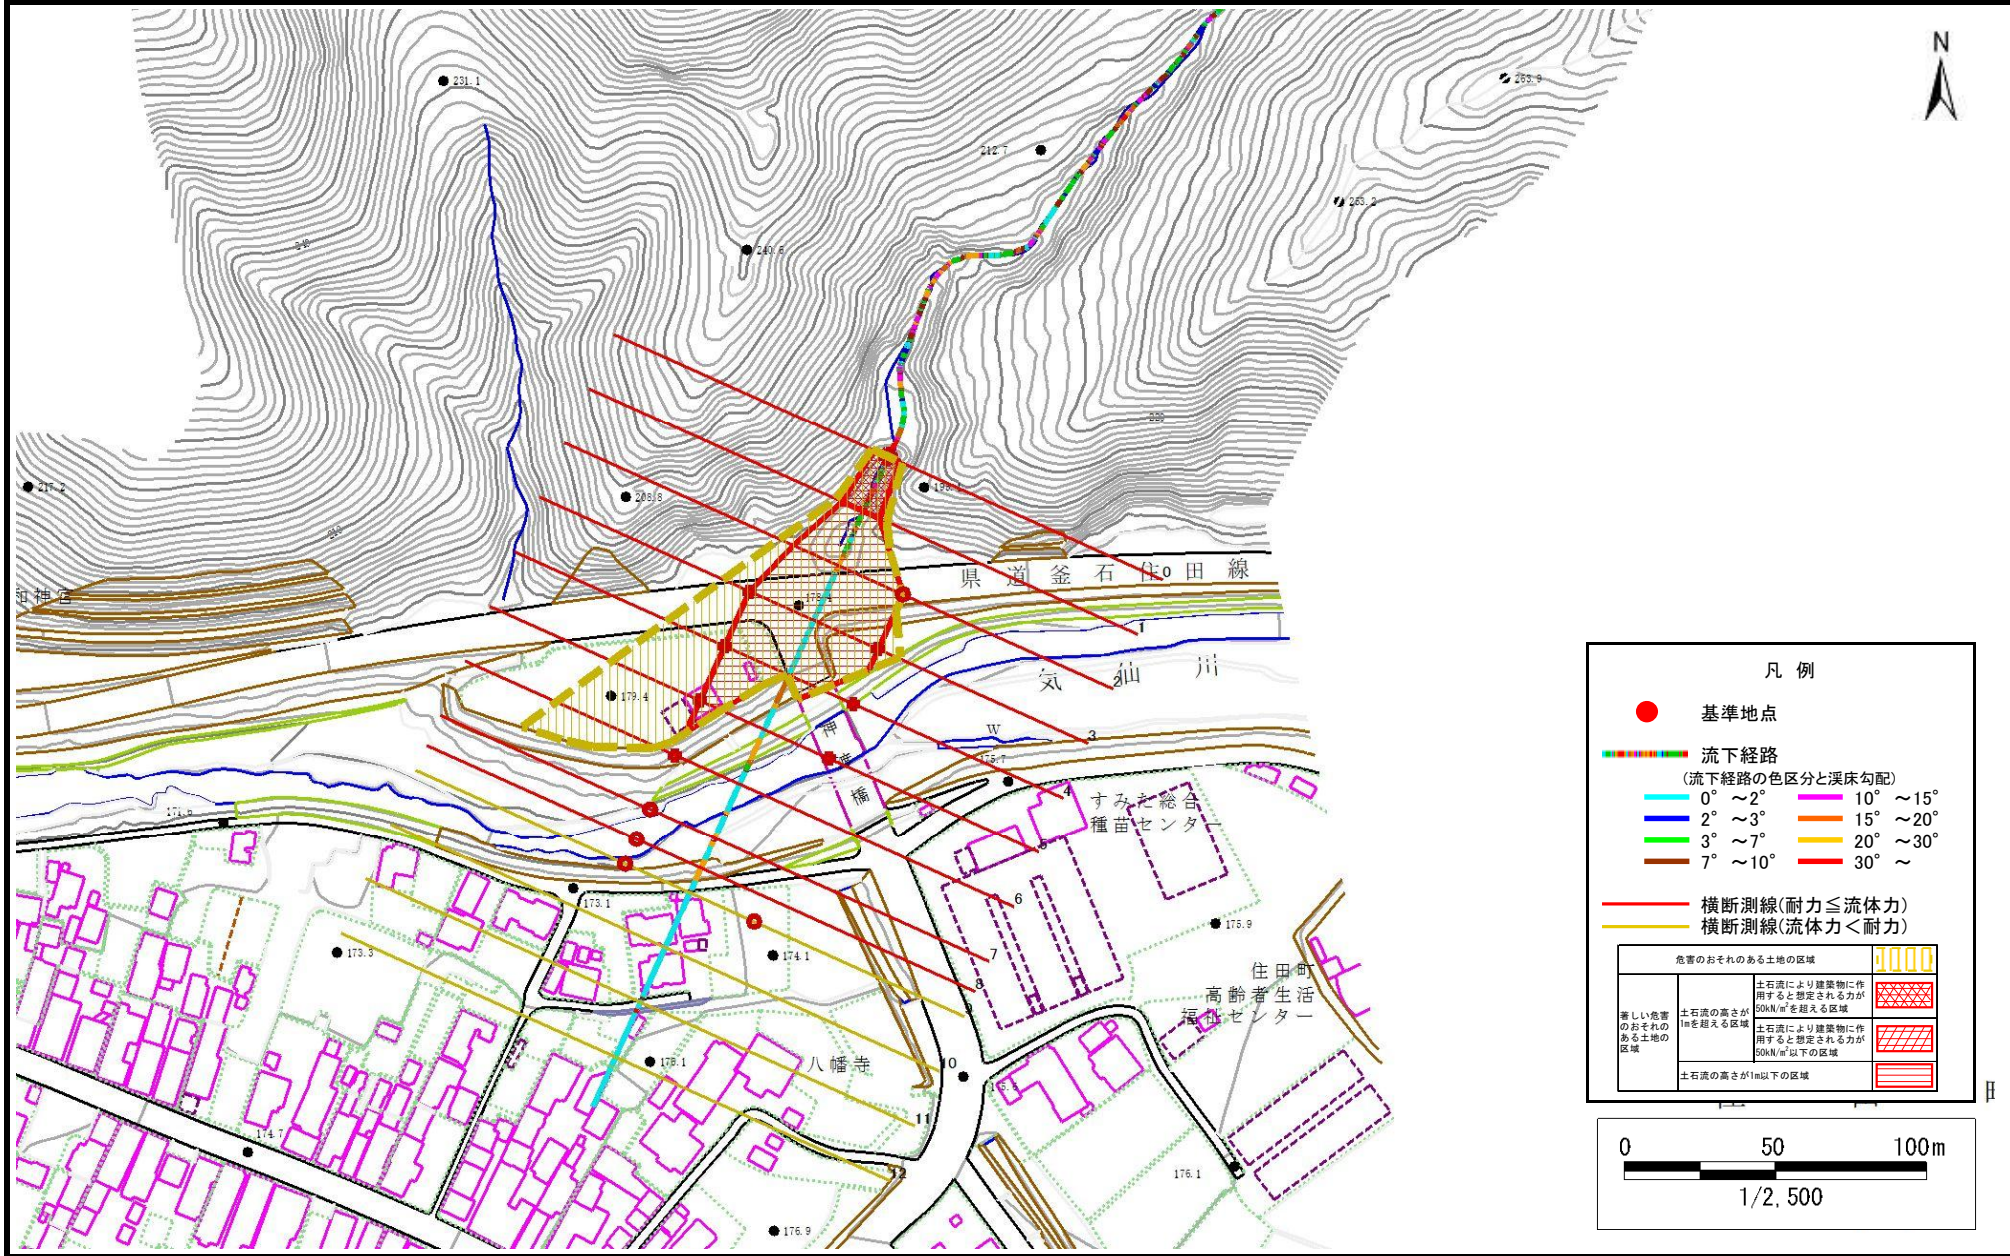 N
231.1
263.9
212.7
263.2
240.6
240
220
217.2
208.8
199.4
210
県道釜石住田線
0
178.4
1
気仙川
2
179.4
W
3
神
橋
175.7
4
すみた総合
種苗センター
5
6
173.1
173.3
174.1
175.9
7
8
9
住田町
高齢者生活
福祉センター
八幡寺
10
11
12
174.7
176.1
176.9
凡 例
基準地点
流下経路
(流下経路の色区分と渓床勾配)
0° ~2°
10° ~15°
2° ~3°
15° ~20°
3° ~7°
20° ~30°
7° ~10°
30° ~
横断測線(耐力≦流体力)
横断測線(流体力<耐力)
危害のおそれのある土地の区域
著しい危害
のおそれの
ある土地の
区域
土石流の高さが
1mを超える区域
土石流により建築物に作
用すると想定される力が
50kN/㎡を超える区域
土石流により建築物に作
用すると想定される力が
50kN/㎡以下の区域
土石流の高さが1m以下の区域
0 50 100m
1/2,500